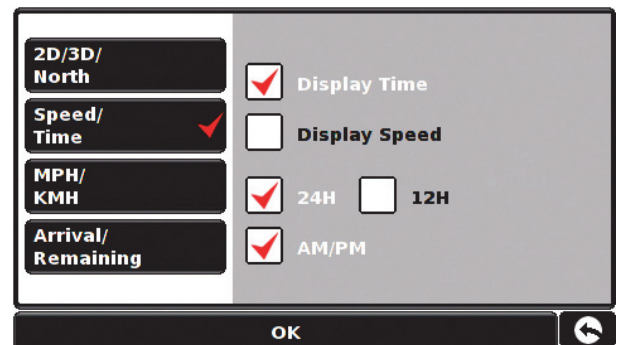 2D/3D/
North
Speed/
Time
MPH/
KMH
Arrival/
Remaining
Display Time
Display Speed
24H 12H
AM/PM
OK